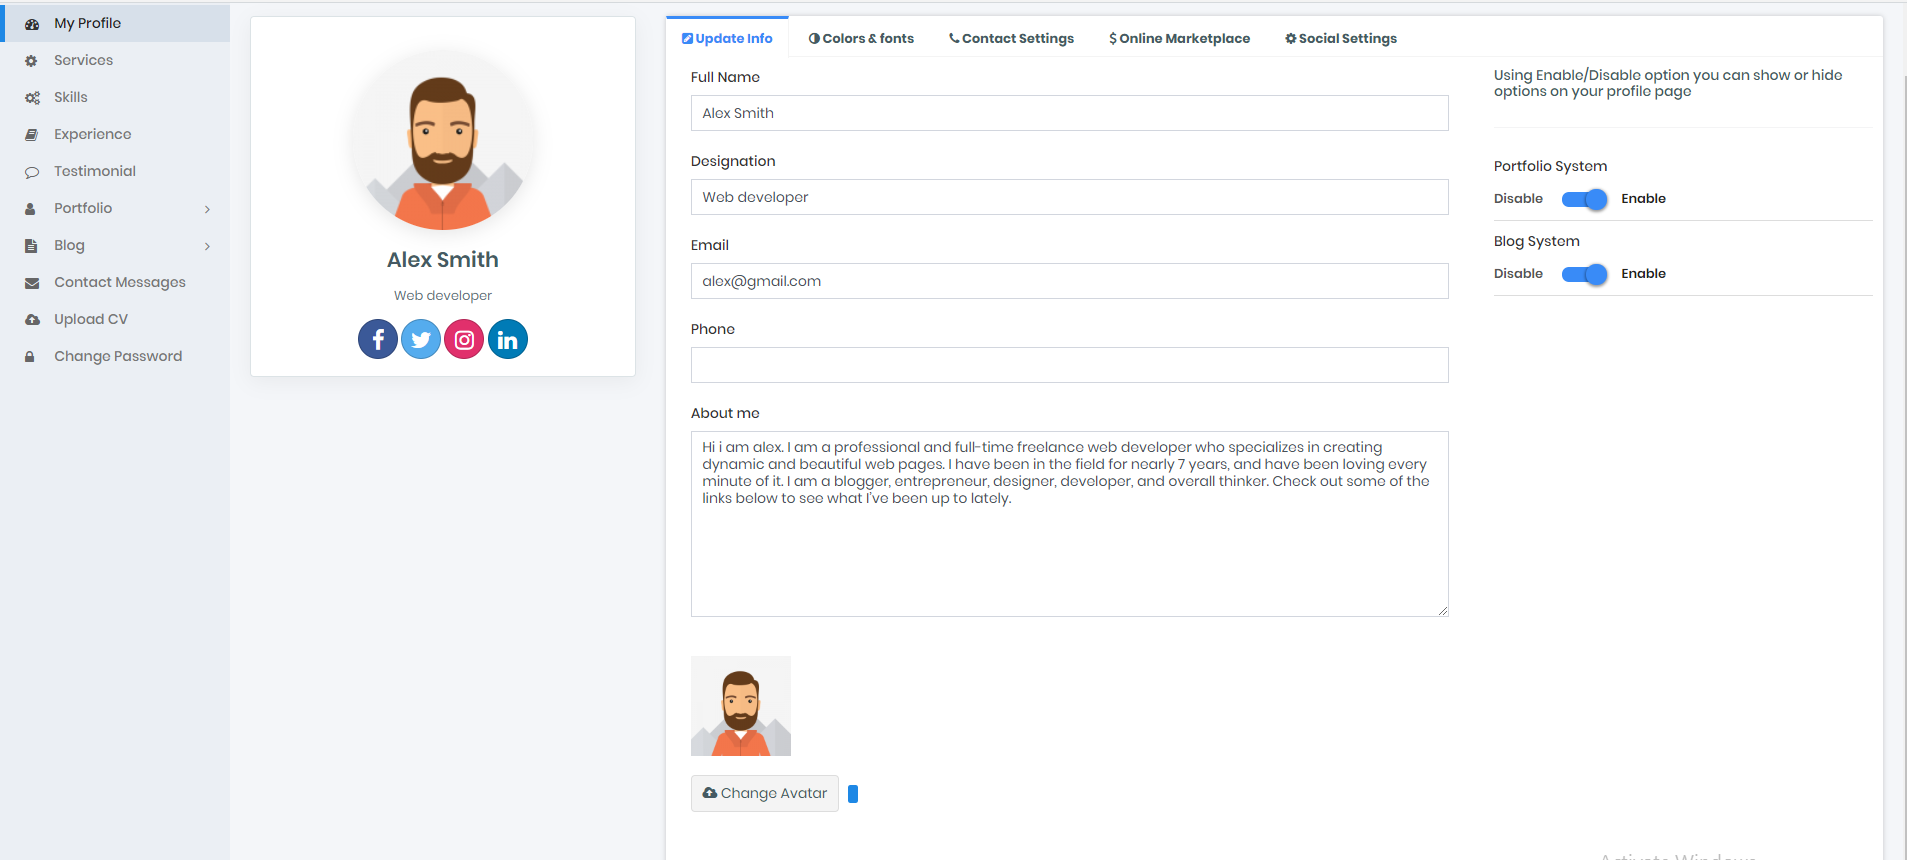 My Profile
Services
Skills
Experience
Testimonial
Portfolio
Blog
Contact Messages
Upload CV
Change Password
Alex Smith
Web developer
Update Info
Colors & fonts
Contact Settings
$ Online Marketplace
Social Settings
Full Name
Alex Smith
Designation
Web developer
Email
alex@gmail.com
Phone
About me
Hi i am alex. I am a professional and full-time freelance web developer who specializes in creating
dynamic and beautiful web pages. I have been in the field for nearly 7 years, and have been loving every
minute of it. I am a blogger, entrepreneur, designer, developer, and overall thinker. Check out some of the
links below to see what I've been up to lately.
Change Avatar
Using Enable/Disable option you can show or hide
options on your profile page
Portfolio System
Disable Enable
Blog System
Disable Enable
Activate Windows